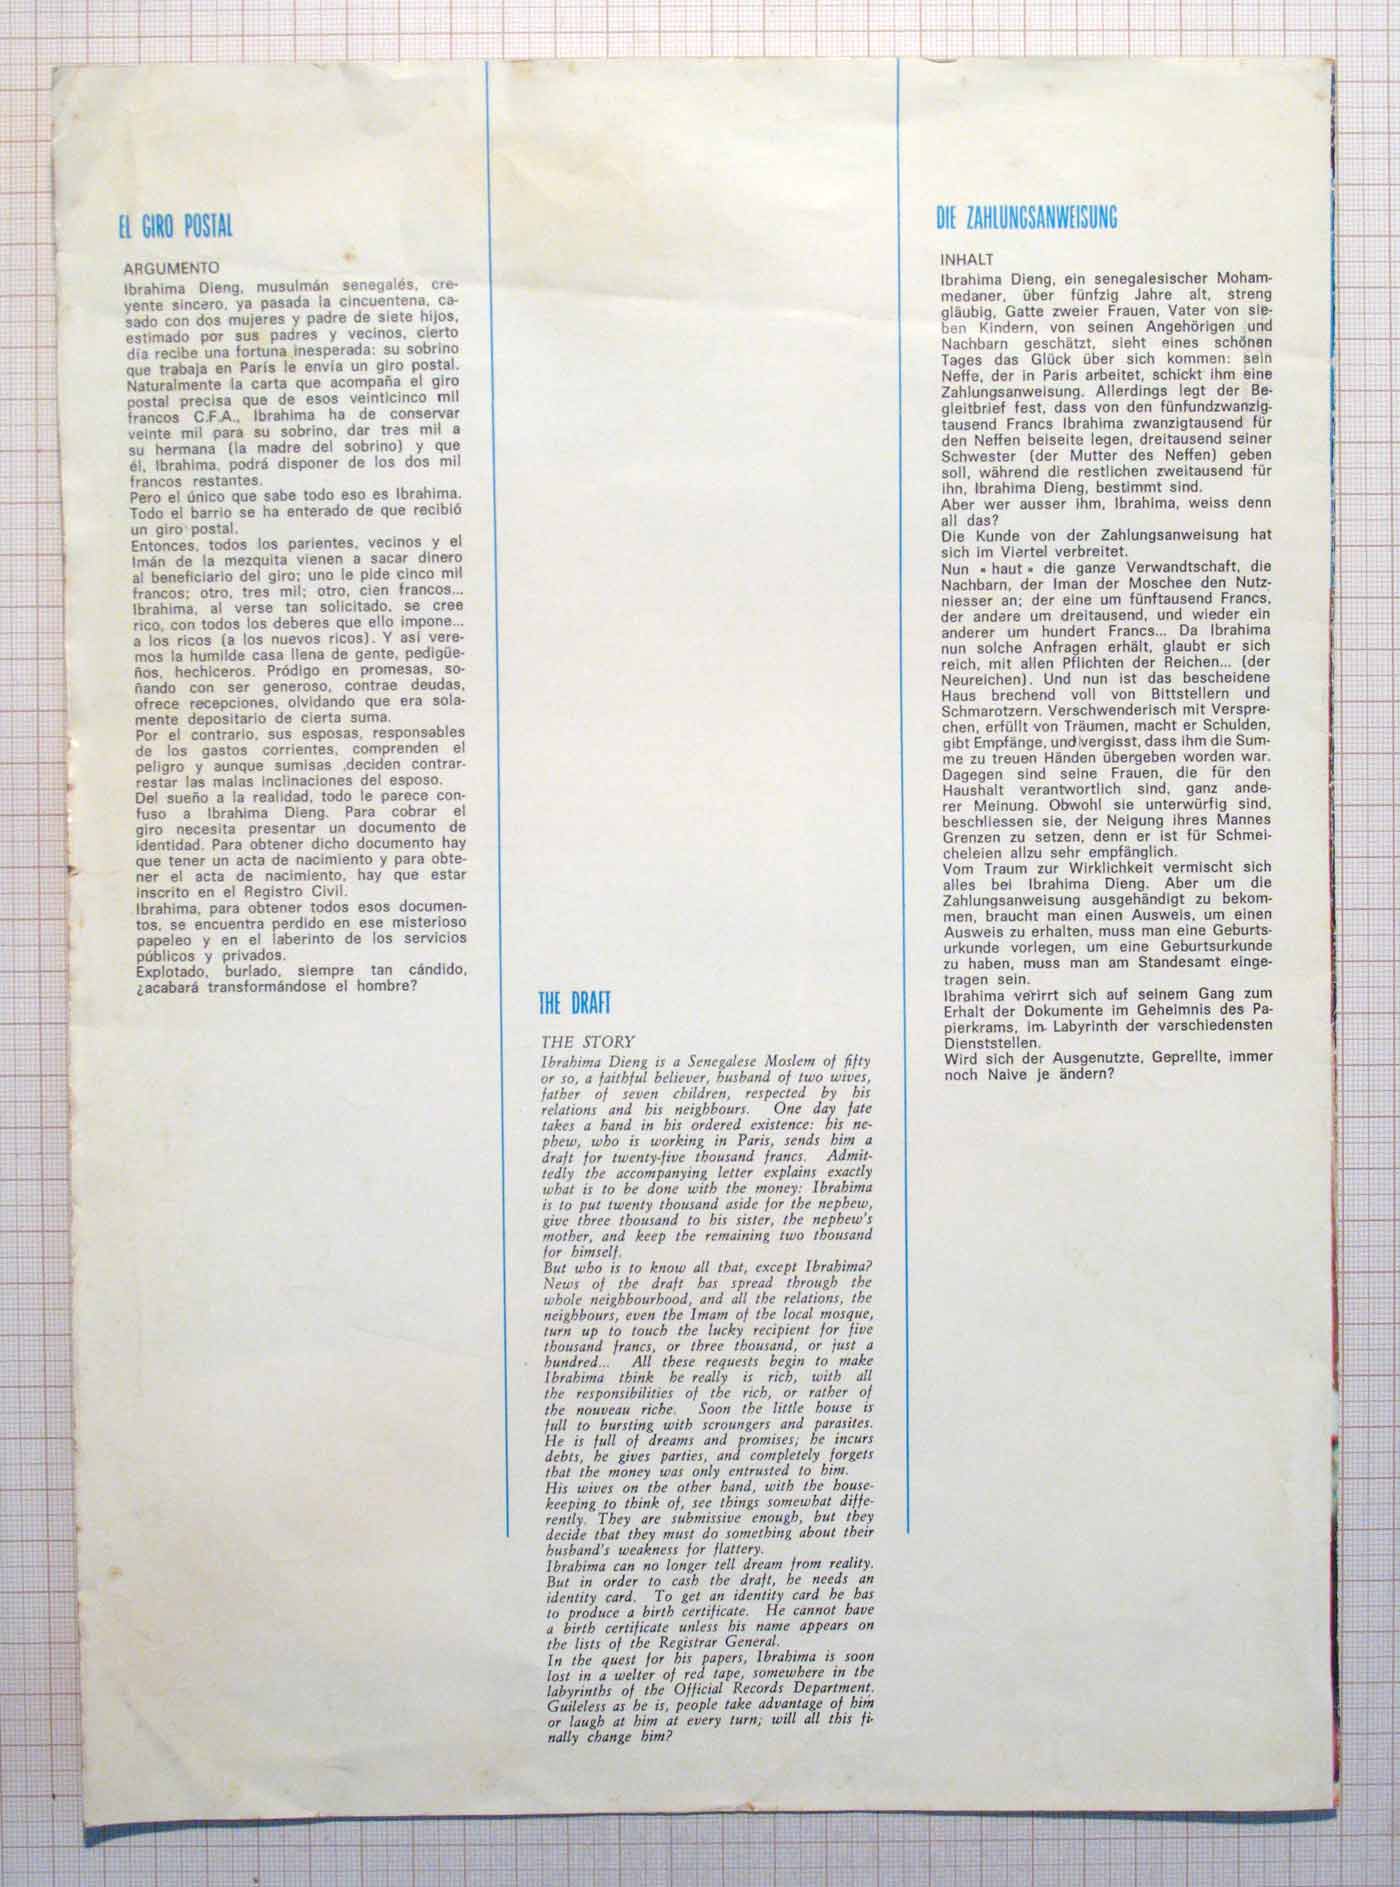 EL GIRO POSTAL
ARGUMENTO
Ibrahima Dieng, musulmán senegalés, cre-
yente sincero, ya pasada la cincuentena, ca-
sado con dos mujeres y padre de siete hijos,
estimado por sus padres y vecinos, cierto
día recibe una fortuna inesperada: su sobrino
que trabaja en París le envía un giro postal.
Naturalmente la carta que acompaña el giro
postal precisa que de esos veinticinco mil
francos C.F.A., Ibrahima ha de conservar
veinte mil para su sobrino, dar tres mil a
su hermana (la madre del sobrino) y que
él, Ibrahima, podrá disponer de los dos mil
francos restantes.
Pero el único que sabe todo eso es Ibrahima.
Todo el barrio se ha enterado de que recibió
un giro postal.
Entonces, todos los parientes, vecinos y el
Imán de la mezquita vienen a sacar dinero
al beneficiario del giro; uno le pide cinco mil
francos; otro, tres mil; otro, cien francos...
Ibrahima, al verse tan solicitado, se cree
rico, con todos los deberes que ello impone...
a los ricos (a los nuevos ricos). Y así vere-
mos la humilde casa llena de gente, pedigüe-
ños, hechiceros. Pródigo en promesas, so-
ñando con ser generoso, contrae deudas,
ofrece recepciones, olvidando que era sola-
mente depositario de cierta suma.
Por el contrario, sus esposas, responsables
de los gastos corrientes, comprenden el
peligro y aunque sumisas ,deciden contrar-
restar las malas inclinaciones del esposo.
Del sueño a la realidad, todo le parece con-
fuso a Ibrahima Dieng. Para cobrar el
giro necesita presentar un documento de
identidad. Para obtener dicho documento hay
que tener un acta de nacimiento y para obte-
ner el acta de nacimiento, hay que estar
inscrito en el Registro Civil.
Ibrahima, para obtener todos esos documen-
tos, se encuentra perdido en ese misterioso
papeleo y en el laberinto de los servicios
públicos y privados.
Explotado, burlado, siempre tan cándido,
¿acabará transformándose el hombre?
THE DRAFT
THE STORY
Ibrahima Dieng is a Senegalese Moslem of fifty
or so, a faithful believer, husband of two wives,
father of seven children, respected by his
relations and his neighbours. One day fate
takes a hand in his ordered existence: his ne-
phew, who is working in Paris, sends him a
draft for twenty-five thousand francs. Admit-
tedly the accompanying letter explains exactly
what is to be done with the money: Ibrahima
is to put twenty thousand aside for the nephew,
give three thousand to his sister, the nephew's
mother, and keep the remaining two thousand
for himself.
But who is to know all that, except Ibrahima?
News of the draft has spread through the
whole neighbourhood, and all the relations, the
neighbours, even the Imam of the local mosque,
turn up to touch the lucky recipient for five
thousand francs, or three thousand, or just a
hundred... All these requests begin to make
Ibrahima think he really is rich, with all
the responsibilities of the rich, or rather of
the nouveau riche. Soon the little house is
full to bursting with scroungers and parasites.
He is full of dreams and promises; he incurs
debts, he gives parties, and completely forgets
that the money was only entrusted to him.
His wives on the other hand, with the house-
keeping to think of, see things somewhat diffe-
rently. They are submissive enough, but they
decide that they must do something about their
husband's weakness for flattery.
Ibrahima can no longer tell dream from reality.
But in order to cash the draft, he needs an
identity card. To get an identity card he has
to produce a birth certificate. He cannot have
a birth certificate unless his name appears on
the lists of the Registrar General.
In the quest for his papers, Ibrahima is soon
lost in a welter of red tape, somewhere in the
labyrinths of the Official Records Department.
Guileless as he is, people take advantage of him
or laugh at him at every turn; will all this fi-
nally change him?
DIE ZAHLUNGSANWEISUNG
INHALT
Ibrahima Dieng, ein senegalesischer Moham-
medaner, über fünfzig Jahre alt, streng
gläubig, Gatte zweier Frauen, Vater von sie-
ben Kindern, von seinen Angehörigen und
Nachbarn geschätzt, sieht eines schönen
Tages das Glück über sich kommen: sein
Neffe, der in Paris arbeitet, schickt ihm eine
Zahlungsanweisung. Allerdings legt der Be-
gleitbrief fest, dass von den fünfundzwanzig-
tausend Francs Ibrahima zwanzigtausend für
den Neffen beiseite legen, dreitausend seiner
Schwester (der Mutter des Neffen) geben
soll, während die restlichen zweitausend für
ihn, Ibrahima Dieng, bestimmt sind.
Aber wer ausser ihm, Ibrahima, weiss denn
all das?
Die Kunde von der Zahlungsanweisung hat
sich im Viertel verbreitet.
Nun « haut » die ganze Verwandtschaft, die
Nachbarn, der Iman der Moschee den Nutz-
niesser an; der eine um fünftausend Francs,
der andere um dreitausend, und wieder ein
anderer um hundert Francs... Da Ibrahima
nun solche Anfragen erhält, glaubt er sich
reich, mit allen Pflichten der Reichen... (der
Neureichen). Und nun ist das bescheidene
Haus brechend voll von Bittstellern und
Schmarotzern. Verschwenderisch mit Verspre-
chen, erfüllt von Träumen, macht er Schulden,
gibt Empfänge, und vergisst, dass ihm die Sum-
me zu treuen Händen übergeben worden war.
Dagegen sind seine Frauen, die für den
Haushalt verantwortlich sind, ganz ande-
rer Meinung. Obwohl sie unterwürfig sind,
beschliessen sie, der Neigung ihres Mannes
Grenzen zu setzen, denn er ist für Schmei-
cheleien allzu sehr empfänglich.
Vom Traum zur Wirklichkeit vermischt sich
alles bei Ibrahima Dieng. Aber um die
Zahlungsanweisung ausgehändigt zu bekom-
men, braucht man einen Ausweis, um einen
Ausweis zu erhalten, muss man eine Geburts-
urkunde vorlegen, um eine Geburtsurkunde
zu haben, muss man am Standesamt einge-
tragen sein.
Ibrahima verirrt sich auf seinem Gang zum
Erhalt der Dokumente im Geheimnis des Pa-
pierkrams, im Labyrinth der verschiedensten
Dienststellen.
Wird sich der Ausgenutzte, Geprellte, immer
noch Naive je ändern?